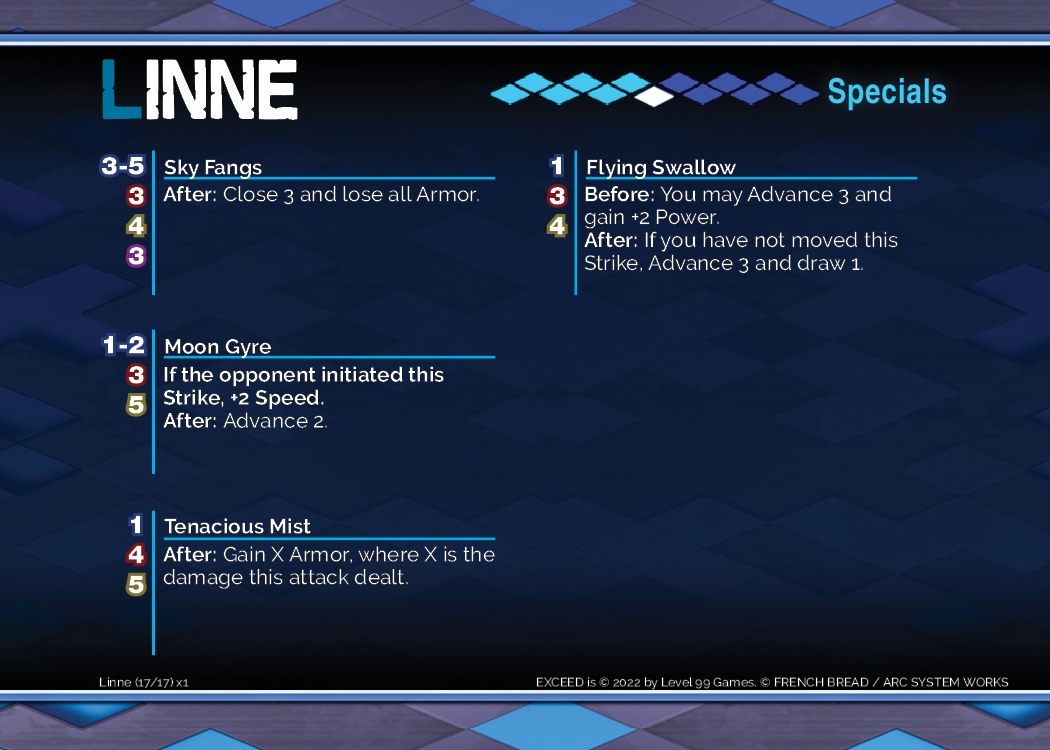 LINNE
Specials
3-5
Sky Fangs
3
After: Close 3 and lose all Armor.
4
3
1-2
Moon Gyre
3
If the opponent initiated this
Strike, +2 Speed.
5
After: Advance 2.
1
Tenacious Mist
4
After: Gain X Armor, where X is the
damage this attack dealt.
5
1
Flying Swallow
3
Before: You may Advance 3 and
gain +2 Power.
4
After: If you have not moved this
Strike, Advance 3 and draw 1.
Linne (17/17) x1
EXCEED is © 2022 by Level 99 Games. © FRENCH BREAD / ARC SYSTEM WORKS